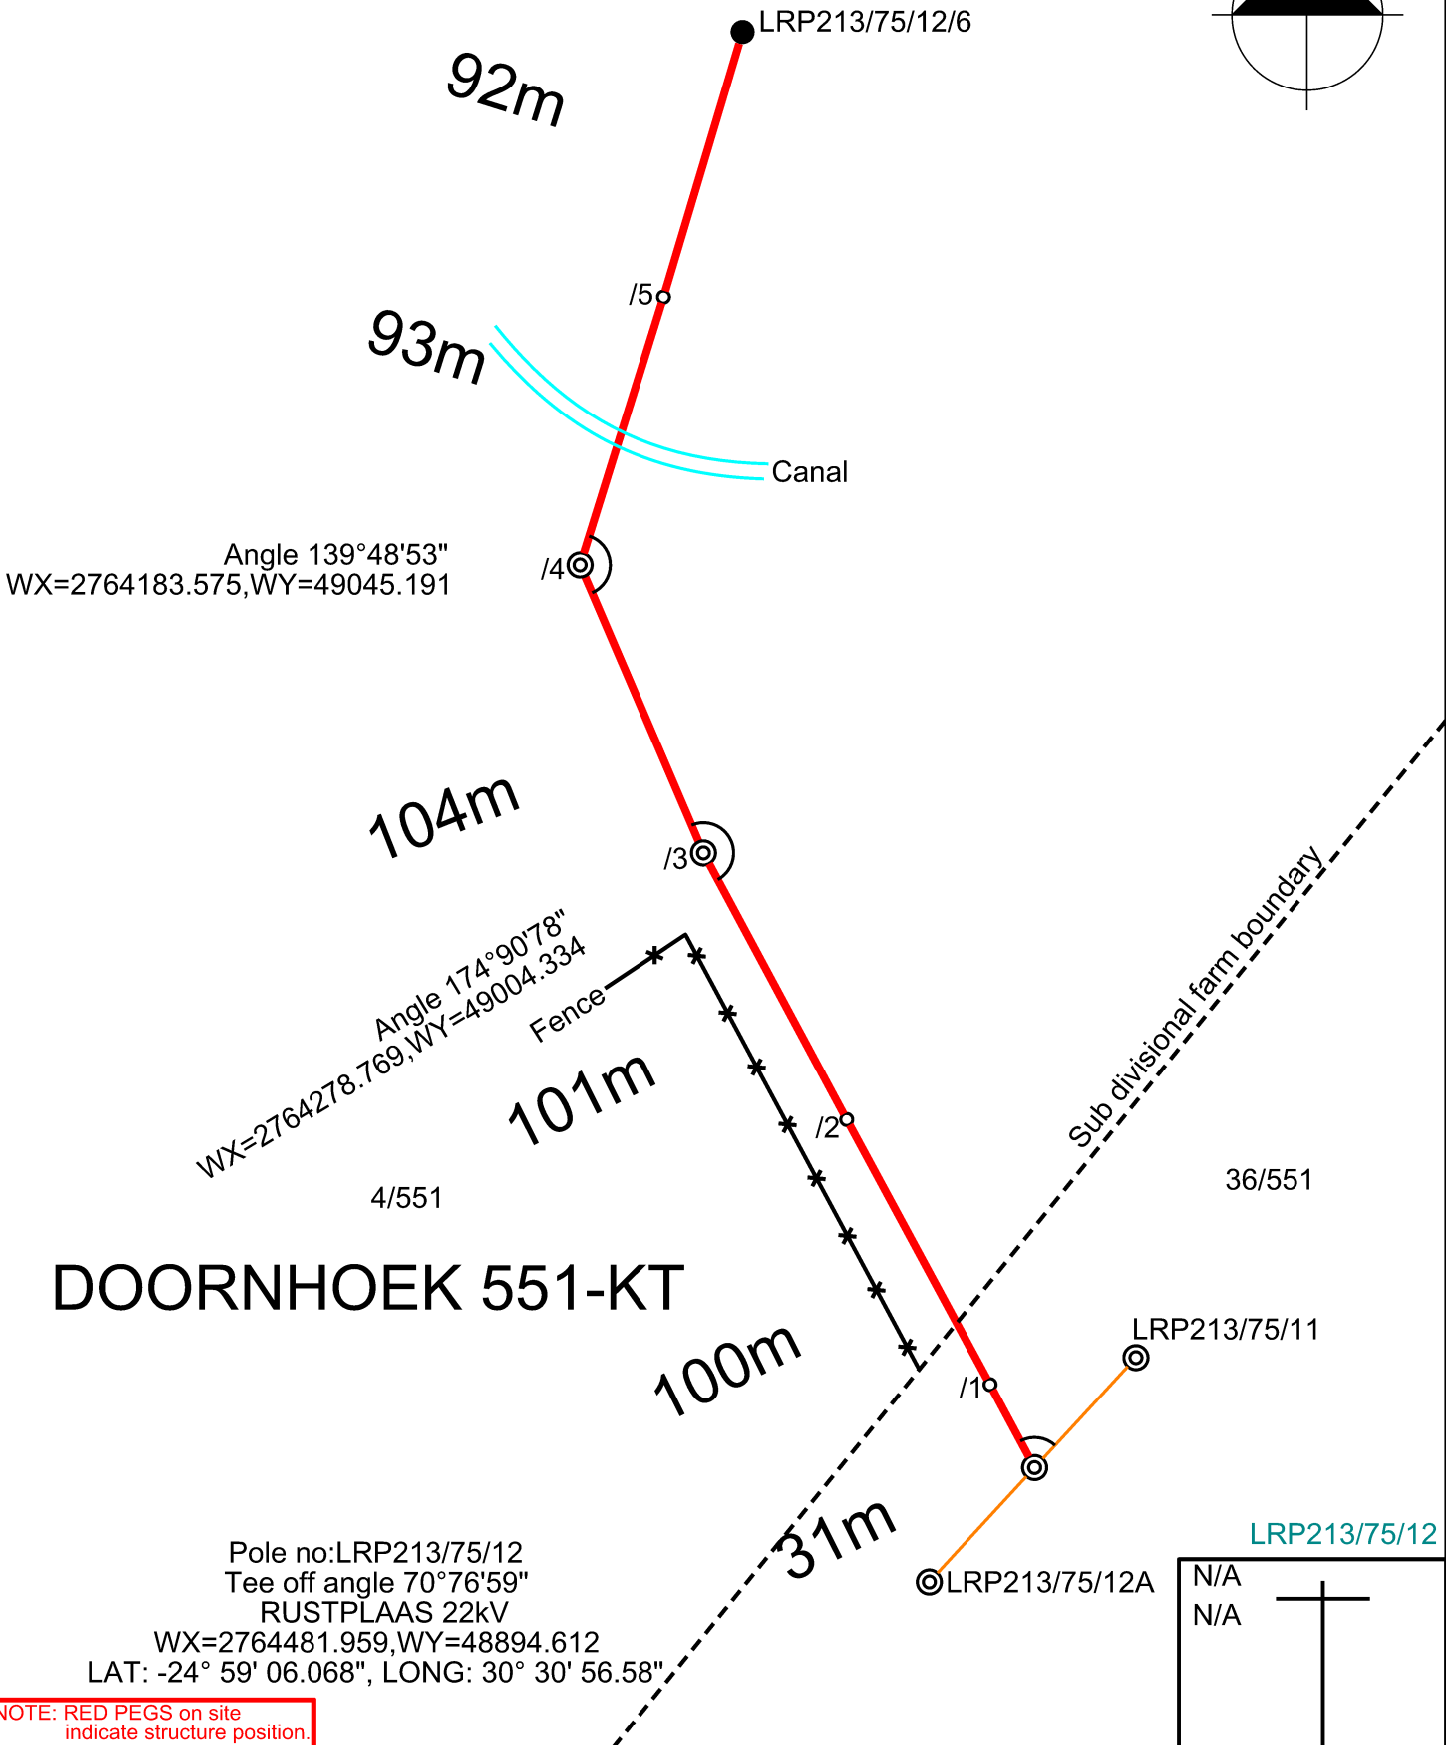 LRP213/75/12/6
92m
/5
93m
Canal
Angle 139°48'53"
WX=2764183.575,WY=49045.191
/4
104m
/3
Angle 174°90'78"
WX=2764278.769,WY=49004.334
Fence
101m
/2
Sub divisional farm boundary
4/551
36/551
DOORNHOEK 551-KT
100m
LRP213/75/11
/1
31m
LRP213/75/12A
LRP213/75/12
N/A
N/A
Pole no:LRP213/75/12
Tee off angle 70°76'59"
RUSTPLAAS 22kV
WX=2764481.959,WY=48894.612
LAT: -24° 59' 06.068", LONG: 30° 30' 56.58"
NOTE: RED PEGS on site
indicate structure position.